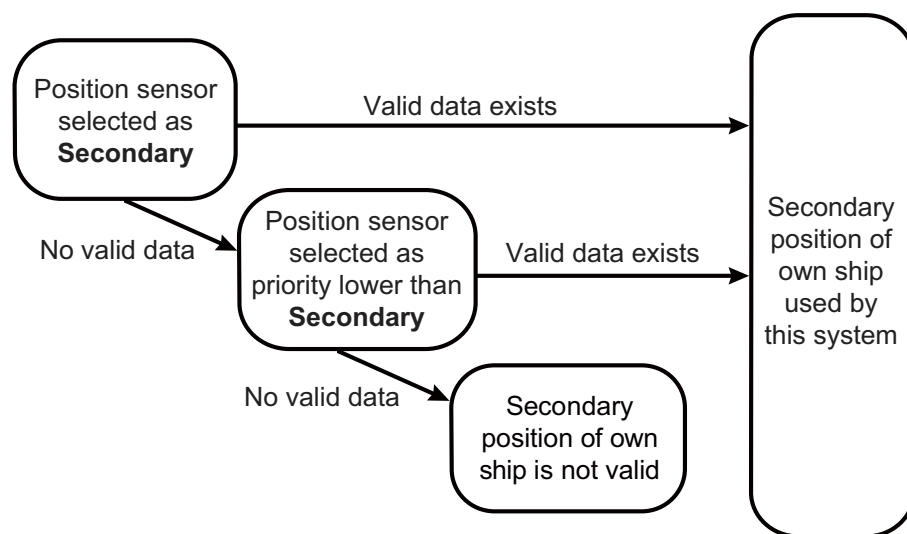 Position sensor
selected as
Secondary
Valid data exists
No valid data
Position sensor
selected as
priority lower than
Secondary
Valid data exists
No valid data
Secondary
position of own
ship is not valid
Secondary
position of
own ship
used by
this system